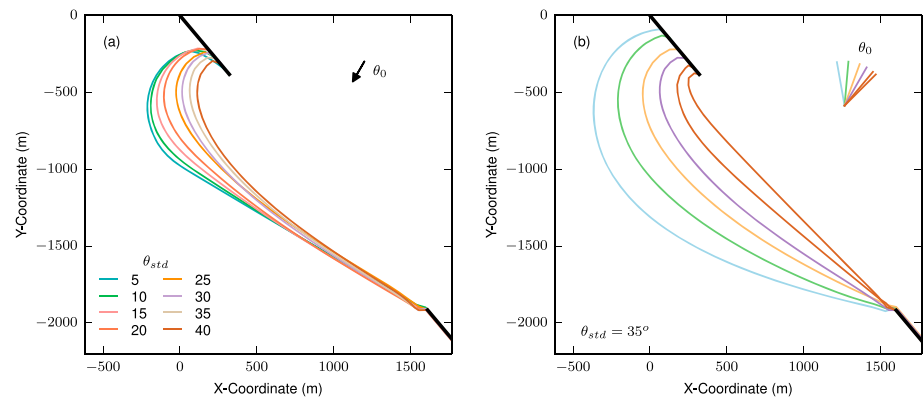 0
−500
−1000
−1500
−2000
Y-Coordinate (m)
(a)
θ0
θstd
5 25
10 30
15 35
20 40
−500 0 500 1000 1500
X-Coordinate (m)
0
−500
−1000
−1500
−2000
Y-Coordinate (m)
(b)
θ0
θstd = 35o
−500 0 500 1000 1500
X-Coordinate (m)